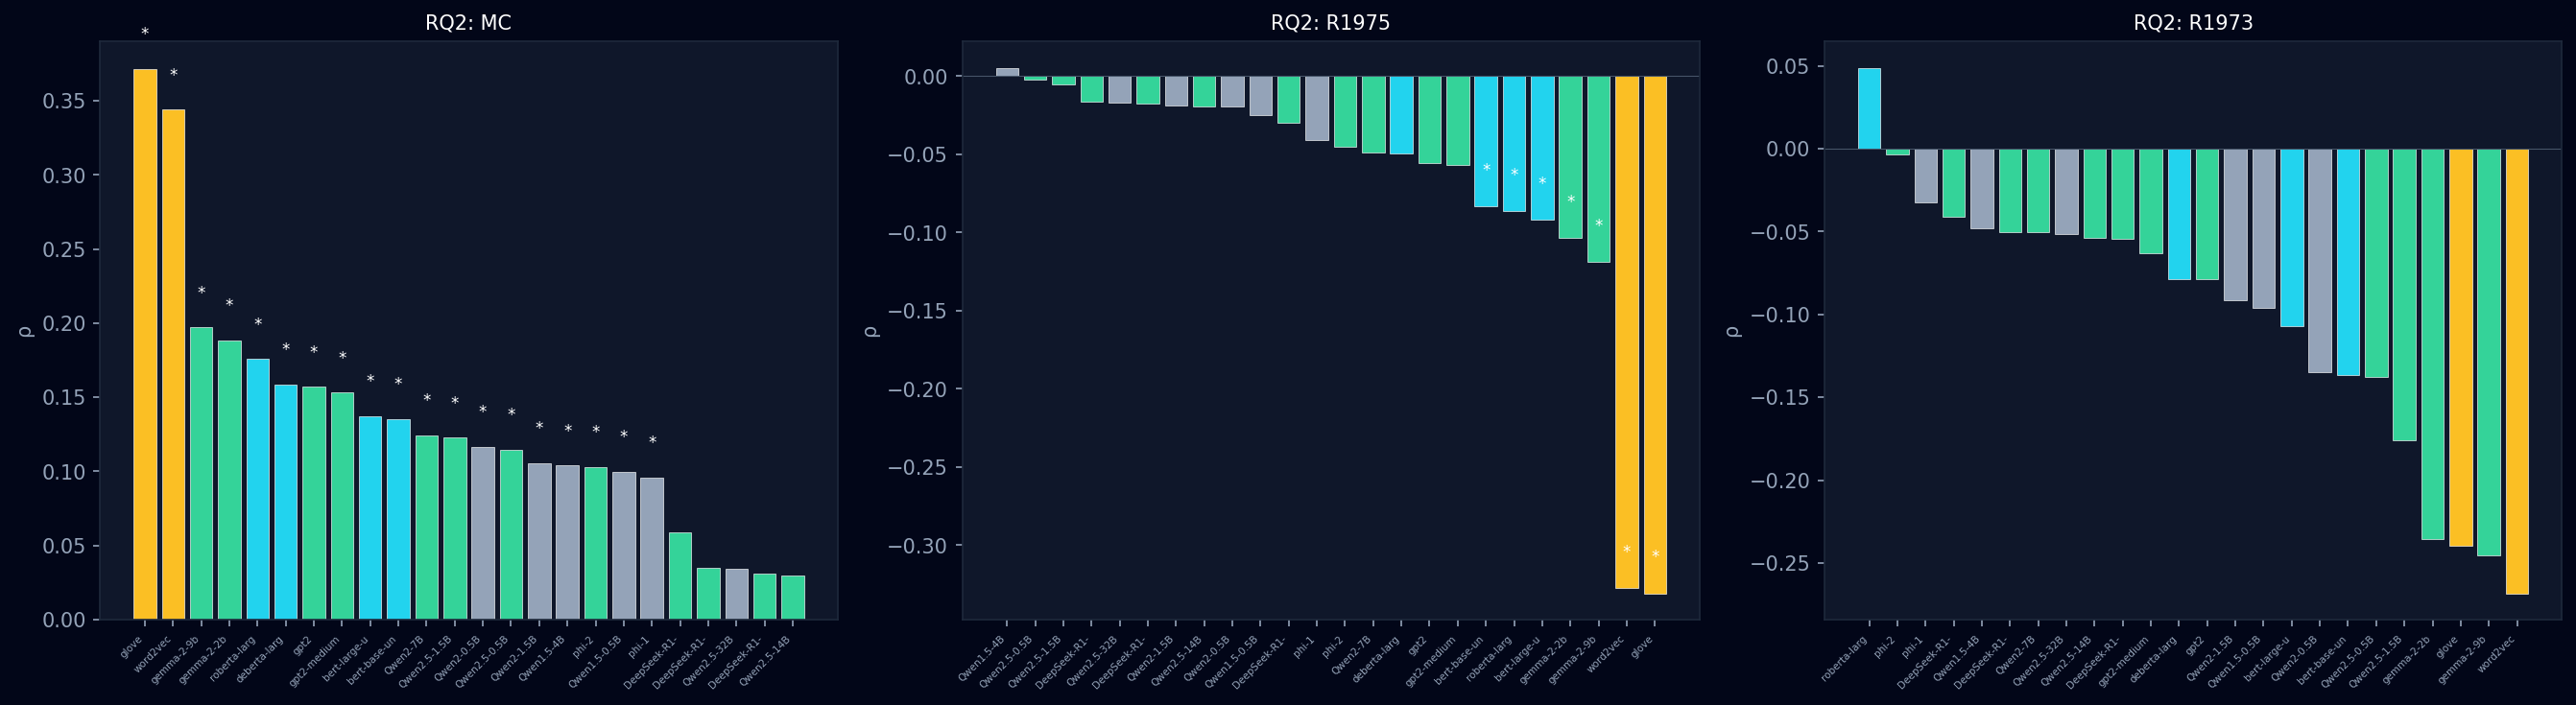 RQ2: MC
ρ
0.35
0.30
0.25
0.20
0.15
0.10
0.05
0.00
* * * * * * * * * * * * * * * * * * *
glove
word2vec
gemma-2-9b
gemma-2-2b
roberta-larg
deberta-larg
gpt2
gpt2-medium
bert-large-u
bert-base-un
Qwen2-7B
Qwen2.5-1.5B
Qwen2-0.5B
Qwen2.5-0.5B
Qwen2-1.5B
Qwen1.5-4B
phi-2
Qwen1.5-0.5B
phi-1
DeepSeek-R1-
DeepSeek-R1-
Qwen2.5-32B
DeepSeek-R1-
Qwen2.5-14B
RQ2: R1975
ρ
0.00
−0.05
−0.10
−0.15
−0.20
−0.25
−0.30
* * * * * * *
Qwen1.5-4B
Qwen2.5-0.5B
Qwen2.5-1.5B
DeepSeek-R1-
Qwen2.5-32B
DeepSeek-R1-
Qwen2-1.5B
Qwen2.5-14B
Qwen2-0.5B
Qwen1.5-0.5B
DeepSeek-R1-
phi-1
phi-2
Qwen2-7B
deberta-larg
gpt2
gpt2-medium
bert-base-un
roberta-larg
bert-large-u
gemma-2-2b
gemma-2-9b
word2vec
glove
RQ2: R1973
ρ
0.05
0.00
−0.05
−0.10
−0.15
−0.20
−0.25
roberta-larg
phi-2
phi-1
DeepSeek-R1-
Qwen1.5-4B
DeepSeek-R1-
Qwen2-7B
Qwen2.5-32B
Qwen2.5-14B
DeepSeek-R1-
gpt2-medium
deberta-larg
gpt2
Qwen2-1.5B
Qwen1.5-0.5B
bert-large-u
Qwen2-0.5B
bert-base-un
Qwen2.5-0.5B
Qwen2.5-1.5B
gemma-2-2b
glove
gemma-2-9b
word2vec